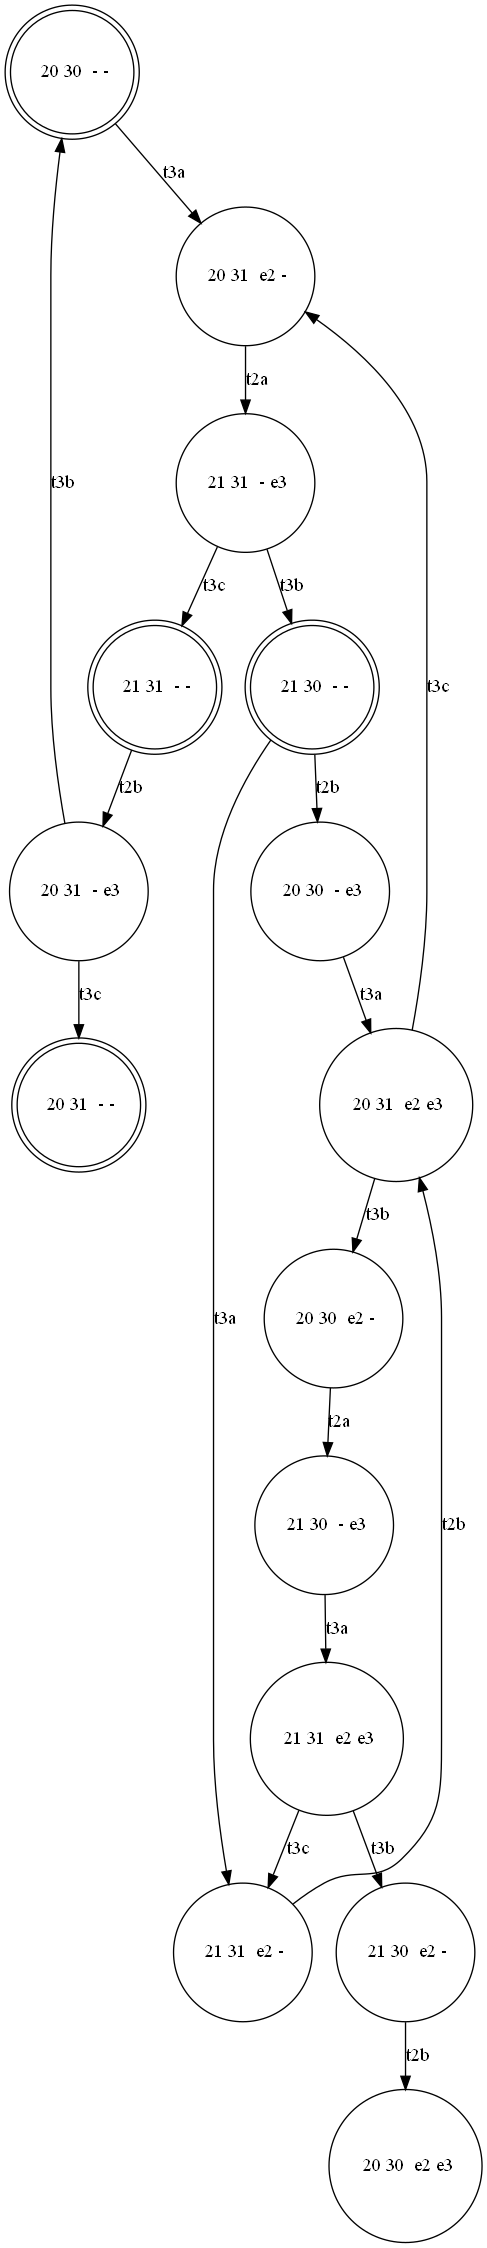 20 30 - -
t3a
20 31 e2 -
t2a
t3b
21 31 - e3
t3c
t3b
21 31 - -
21 30 - -
t3c
t2b
t2b
20 31 - e3
20 30 - e3
t3c
t3a
20 31 - -
20 31 e2 e3
t3b
20 30 e2 -
t3a
t2a
21 30 - e3
t2b
t3a
21 31 e2 e3
t3c
t3b
21 31 e2 -
21 30 e2 -
t2b
20 30 e2 e3